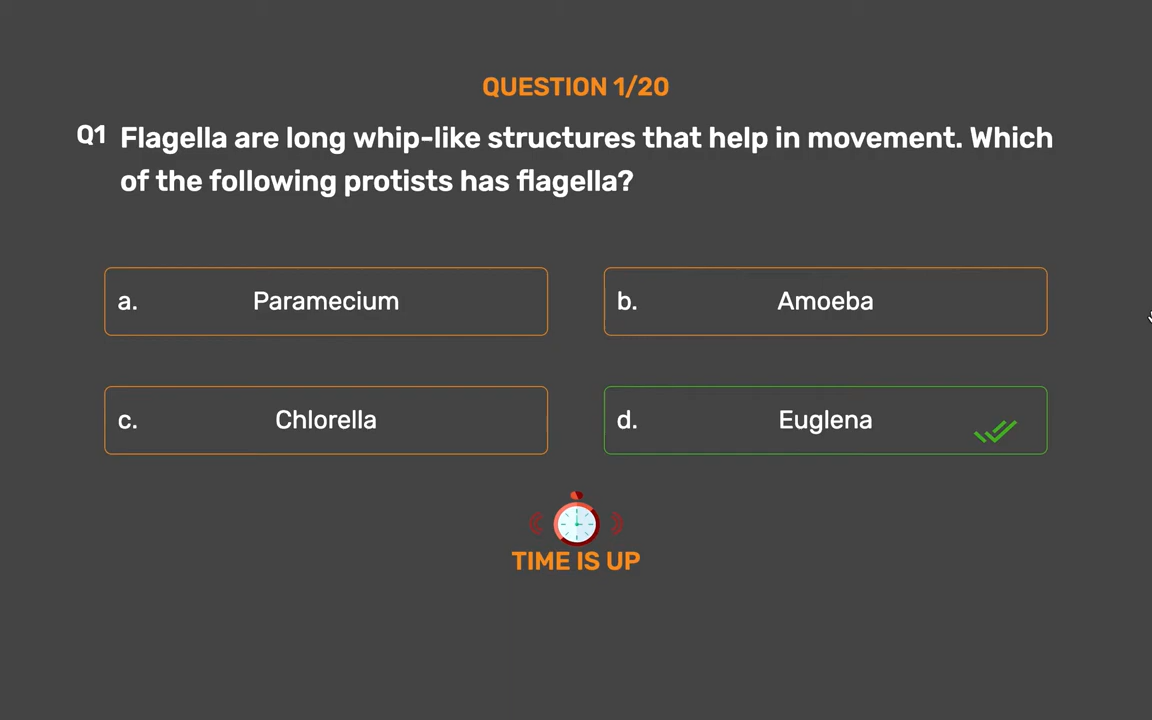 QUESTION 1/20
Q1 Flagella are long whip-like structures that help in movement. Which
of the following protists has flagella?
a. Paramecium
b. Amoeba
c. Chlorella
d. Euglena
TIME IS UP